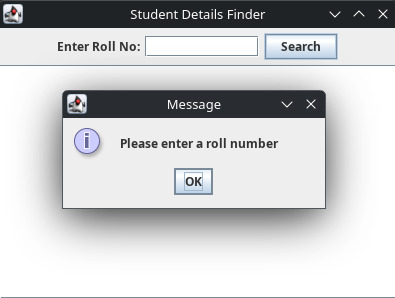 Student Details Finder
Enter Roll No: Search
Message
Please enter a roll number
OK